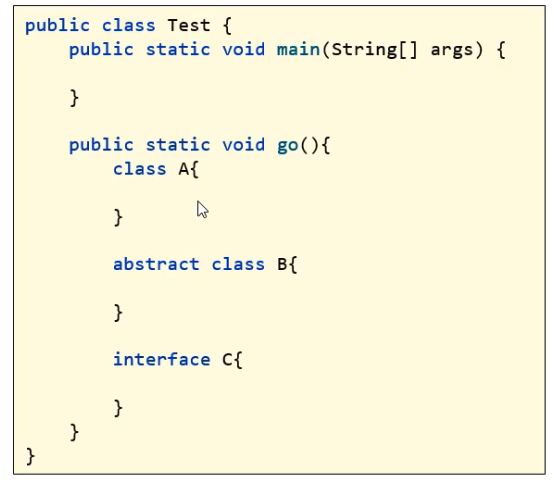 public class Test {
public static void main(String[] args) {
}
public static void go(){
class A{
}
abstract class B{
}
interface C{
}
}
}